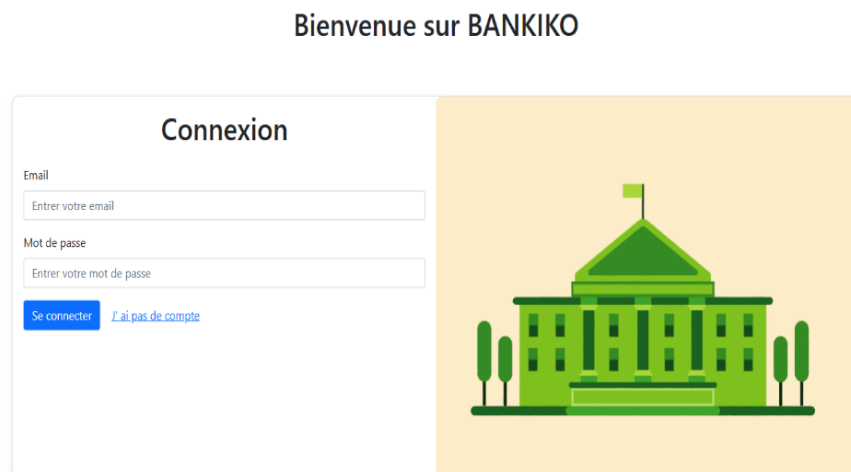 Bienvenue sur BANKIKO
Connexion
Email
Entrer votre email
Mot de passe
Entrer votre mot de passe
Se connecter J' ai pas de compte